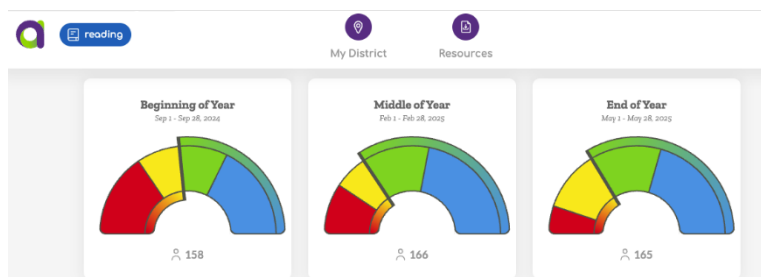 reading
My District
Resources
Beginning of Year
Sep 1 - Sep 28, 2024
158
Middle of Year
Feb 1 - Feb 28, 2025
166
End of Year
May 1 - May 28, 2025
165